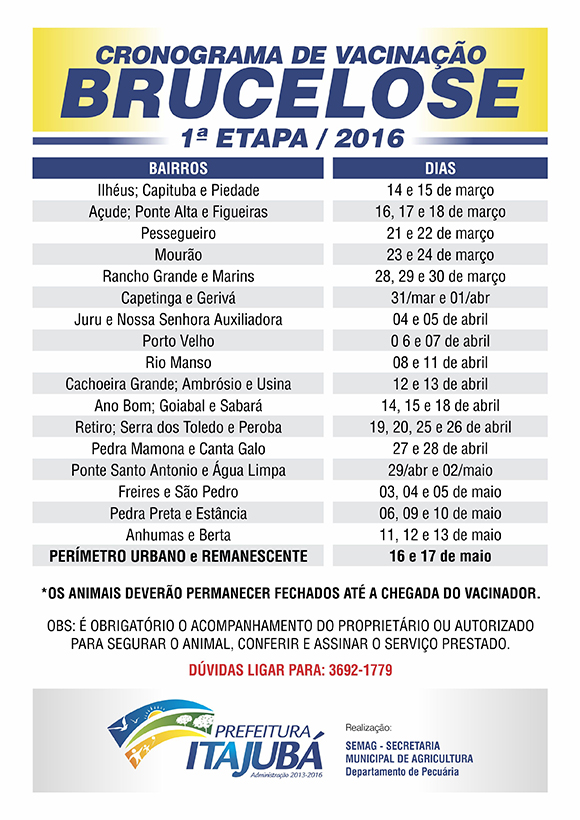 CRONOGRAMA DE VACINAÇÃO
BRUCELOSE
1ª ETAPA / 2016
BAIRROS DIAS
Ilhéus; Capituba e Piedade 14 e 15 de março
Açude; Ponte Alta e Figueiras 16, 17 e 18 de março
Pessegueiro 21 e 22 de março
Mourão 23 e 24 de março
Rancho Grande e Marins 28, 29 e 30 de março
Capetinga e Gerivá 31/mar e 01/abr
Juru e Nossa Senhora Auxiliadora 04 e 05 de abril
Porto Velho 0 6 e 07 de abril
Rio Manso 08 e 11 de abril
Cachoeira Grande; Ambrósio e Usina 12 e 13 de abril
Ano Bom; Goiabal e Sabará 14, 15 e 18 de abril
Retiro; Serra dos Toledo e Peroba 19, 20, 25 e 26 de abril
Pedra Mamona e Canta Galo 27 e 28 de abril
Ponte Santo Antonio e Água Limpa 29/abr e 02/maio
Freires e São Pedro 03, 04 e 05 de maio
Pedra Preta e Estância 06, 09 e 10 de maio
Anhumas e Berta 11, 12 e 13 de maio
PERÍMETRO URBANO e REMANESCENTE 16 e 17 de maio
*OS ANIMAIS DEVERÃO PERMANECER FECHADOS ATÉ A CHEGADA DO VACINADOR.
OBS: É OBRIGATÓRIO O ACOMPANHAMENTO DO PROPRIETÁRIO OU AUTORIZADO
PARA SEGURAR O ANIMAL, CONFERIR E ASSINAR O SERVIÇO PRESTADO.
DÚVIDAS LIGAR PARA: 3692-1779
PREFEITURA
ITAJUBÁ
Administração 2013-2016
Realização:
SEMAG - SECRETARIA
MUNICIPAL DE AGRICULTURA
Departamento de Pecuária